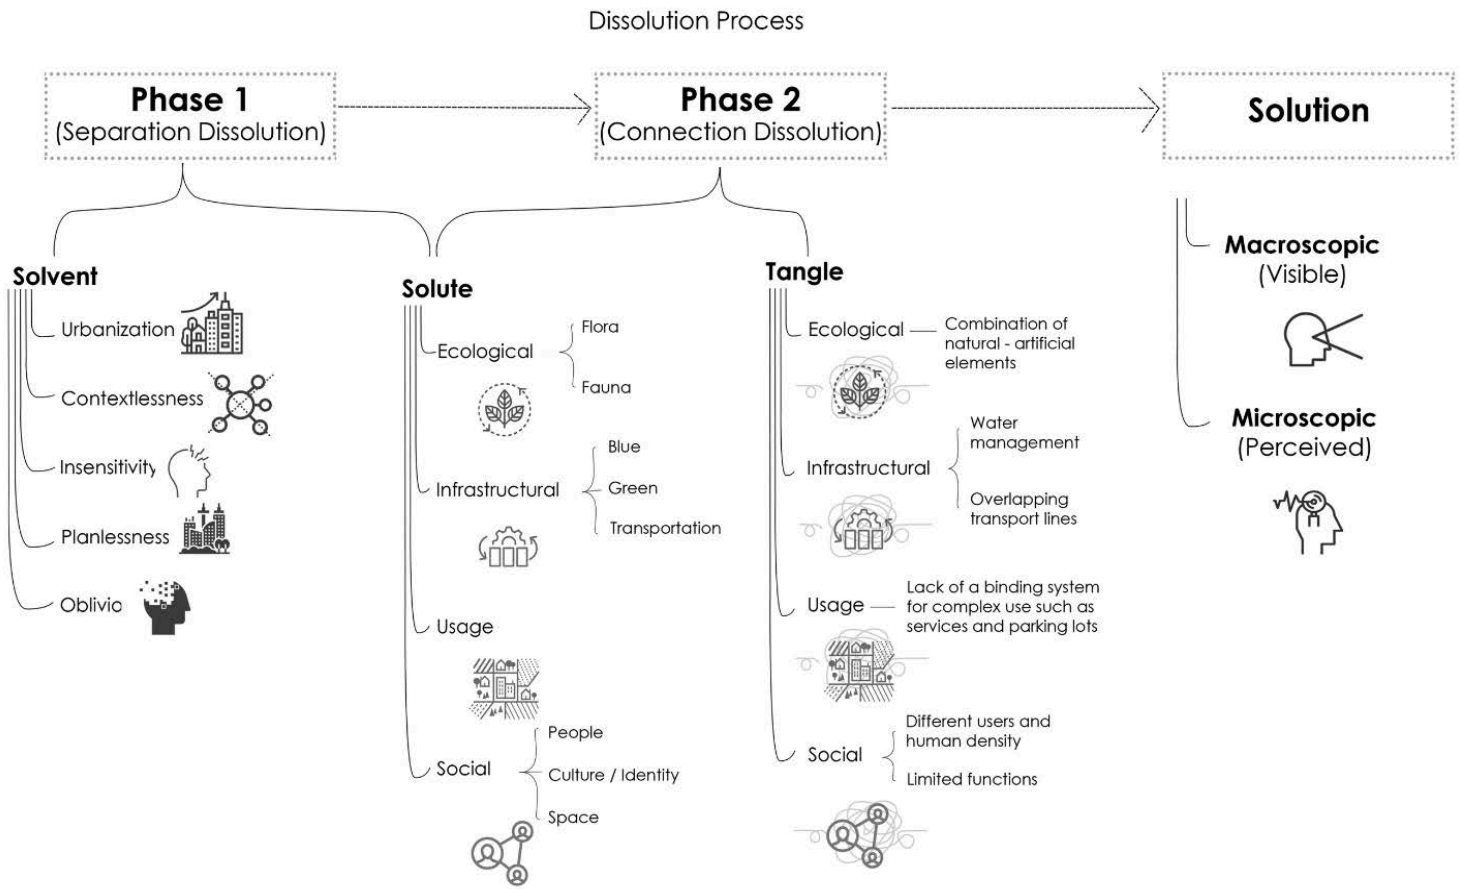 Dissolution Process
Phase 1
(Separation Dissolution)
Phase 2
(Connection Dissolution)
Solution
Solvent
Urbanization
Contextlessness
Insensitivity
Planlessness
Oblivio
Solute
Ecological
Flora
Fauna
Infrastructural
Blue
Green
Transportation
Usage
Social
People
Culture / Identity
Space
Tangle
Ecological
Combination of
natural - artificial
elements
Infrastructural
Water
management
Overlapping
transport lines
Usage
Lack of a binding system
for complex use such as
services and parking lots
Social
Different users and
human density
Limited functions
Macroscopic
(Visible)
Microscopic
(Perceived)